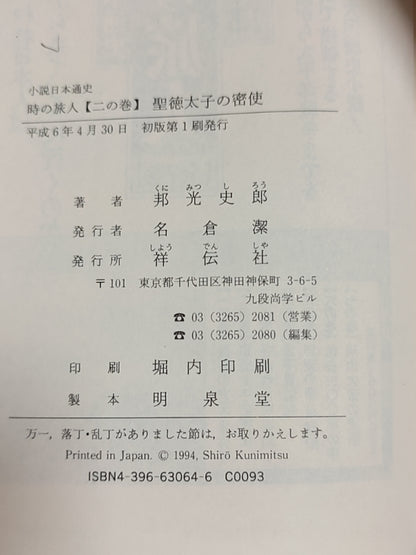 7
小説日本通史
時の旅人【二の巻】 聖徳太子の密使
平成6年4月30日 初版第1刷発行
くに みつ し ろう
著者 邦光史郎
発行者 名倉潔
しよう でん しや
発行所 祥伝社
〒101 東京都千代田区神田神保町 3-6-5
九段尚学ビル
☎ 03 (3265) 2081 (営業)
☎ 03 (3265) 2080 (編集)
印刷 堀内印刷
製本 明泉堂
万一,落丁・乱丁がありました節は,お取りかえします。
Printed in Japan. © 1994, Shirō Kunimitsu
ISBN4-396-63064-6 C0093